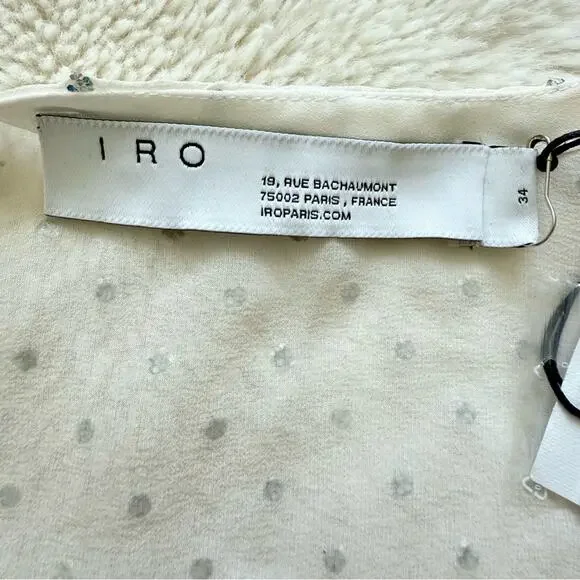 IRO
19, RUE BACHAUMONT
75002 PARIS, FRANCE
IROPARIS.COM
34